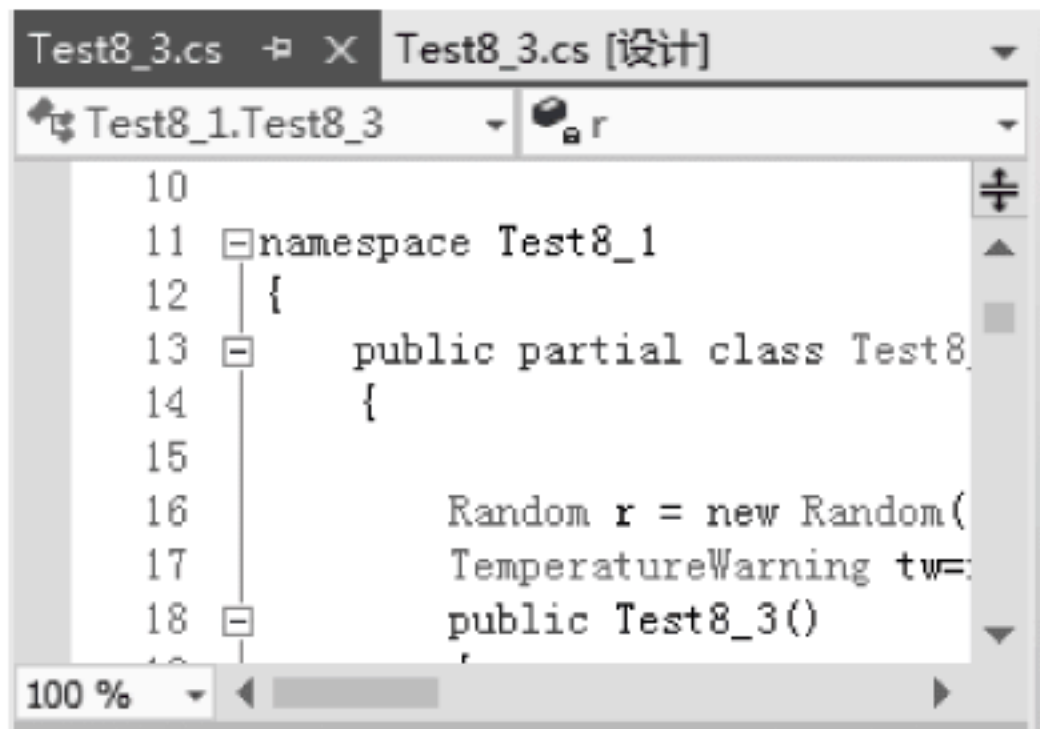 Test8_3.cs Test8_3.cs [设计]
Test8_1.Test8_3 r
10
11 namespace Test8_1
12 {
13 public partial class Test8_
14 {
15
16 Random r = new Random(
17 TemperatureWarning tw=
18 public Test8_3()
100 %